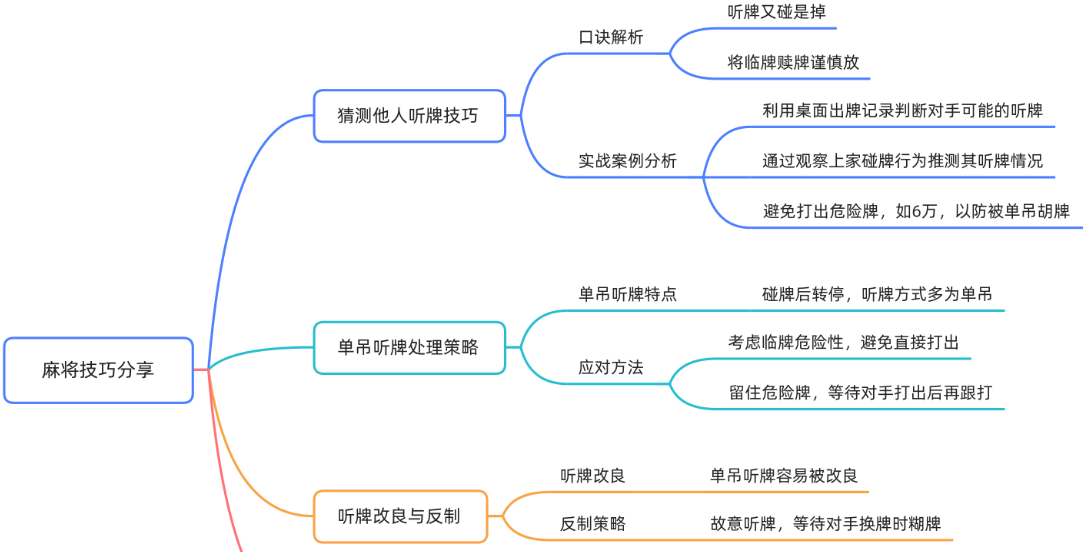 麻将技巧分享
猜测他人听牌技巧
口诀解析
听牌又碰是掉
将临牌赎牌谨慎放
实战案例分析
利用桌面出牌记录判断对手可能的听牌
通过观察上家碰牌行为推测其听牌情况
避免打出危险牌，如6万，以防被单吊胡牌
单吊听牌处理策略
单吊听牌特点
碰牌后转停，听牌方式多为单吊
应对方法
考虑临牌危险性，避免直接打出
留住危险牌，等待对手打出后再跟打
听牌改良与反制
听牌改良
单吊听牌容易被改良
反制策略
故意听牌，等待对手换牌时糊牌